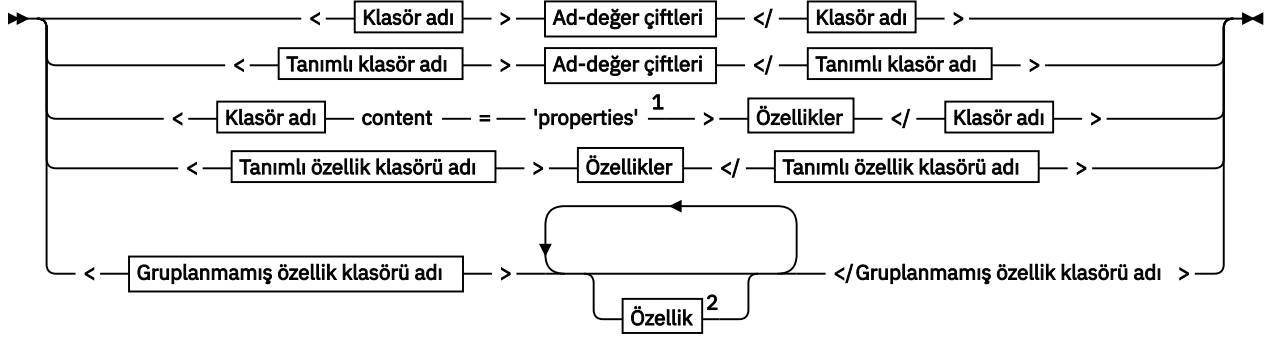 < Klasör adı > Ad-değer çiftleri </ Klasör adı >
< Tanımlı klasör adı > Ad-değer çiftleri </ Tanımlı klasör adı >
< Klasör adı content = 'properties' 1 > Özellikler </ Klasör adı >
< Tanımlı özellik klasörü adı > Özellikler </ Tanımlı özellik klasörü adı >
< Gruplanmamış özellik klasörü adı > </ Gruplanmamış özellik klasörü adı >
Özellik 2